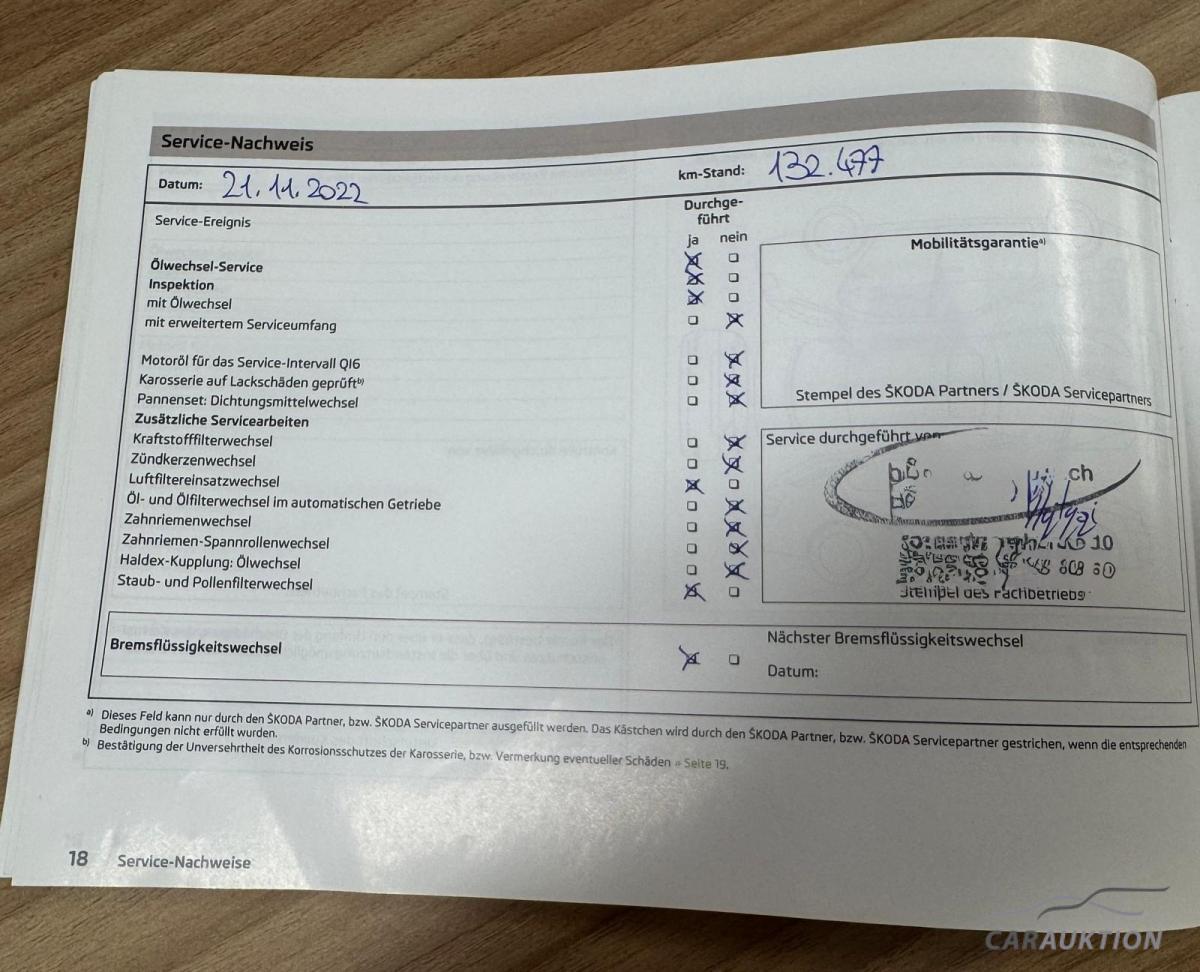 Service-Nachweis
Datum: 21.11.2022
km-Stand: 132.477
Service-Ereignis
Durchge-
führt
ja nein
Ölwechsel-Service
Inspektion
mit Ölwechsel
mit erweitertem Serviceumfang
Motoröl für das Service-Intervall QI6
Karosserie auf Lackschäden geprüft b)
Pannenset: Dichtungsmittelwechsel
Zusätzliche Servicearbeiten
Kraftstofffilterwechsel
Zündkerzenwechsel
Luftfiltereinsatzwechsel
Öl- und Ölfilterwechsel im automatischen Getriebe
Zahnriemenwechsel
Zahnriemen-Spannrollenwechsel
Haldex-Kupplung: Ölwechsel
Staub- und Pollenfilterwechsel
Mobilitätsgarantie a)
Stempel des ŠKODA Partners / ŠKODA Servicepartners
Service durchgeführt von
ch
10
Stempel des Fachbetriebs
Bremsflüssigkeitswechsel
Nächster Bremsflüssigkeitswechsel
Datum:
a) Dieses Feld kann nur durch den ŠKODA Partner, bzw. ŠKODA Servicepartner ausgefüllt werden. Das Kästchen wird durch den ŠKODA Partner, bzw. ŠKODA Servicepartner gestrichen, wenn die entsprechenden
Bedingungen nicht erfüllt wurden.
b) Bestätigung der Unversehrtheit des Korrosionsschutzes der Karosserie, bzw. Vermerkung eventueller Schäden » Seite 19.
18 Service-Nachweise
CARAUKTION